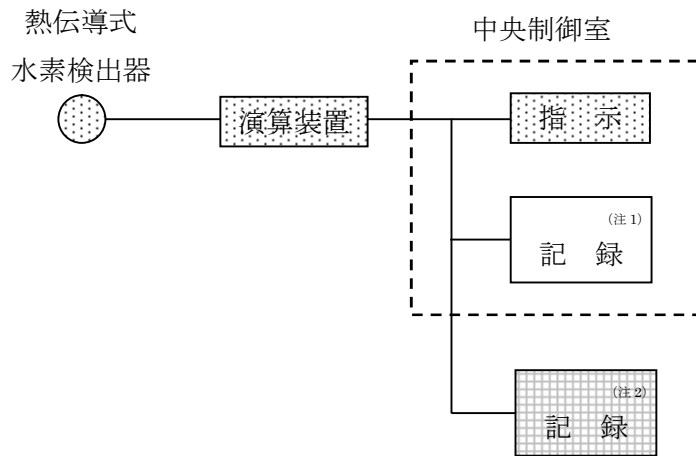 熱伝導式
水素検出器
中央制御室
演算装置
指 示
(注 1)
記 録
(注 2)
記 録